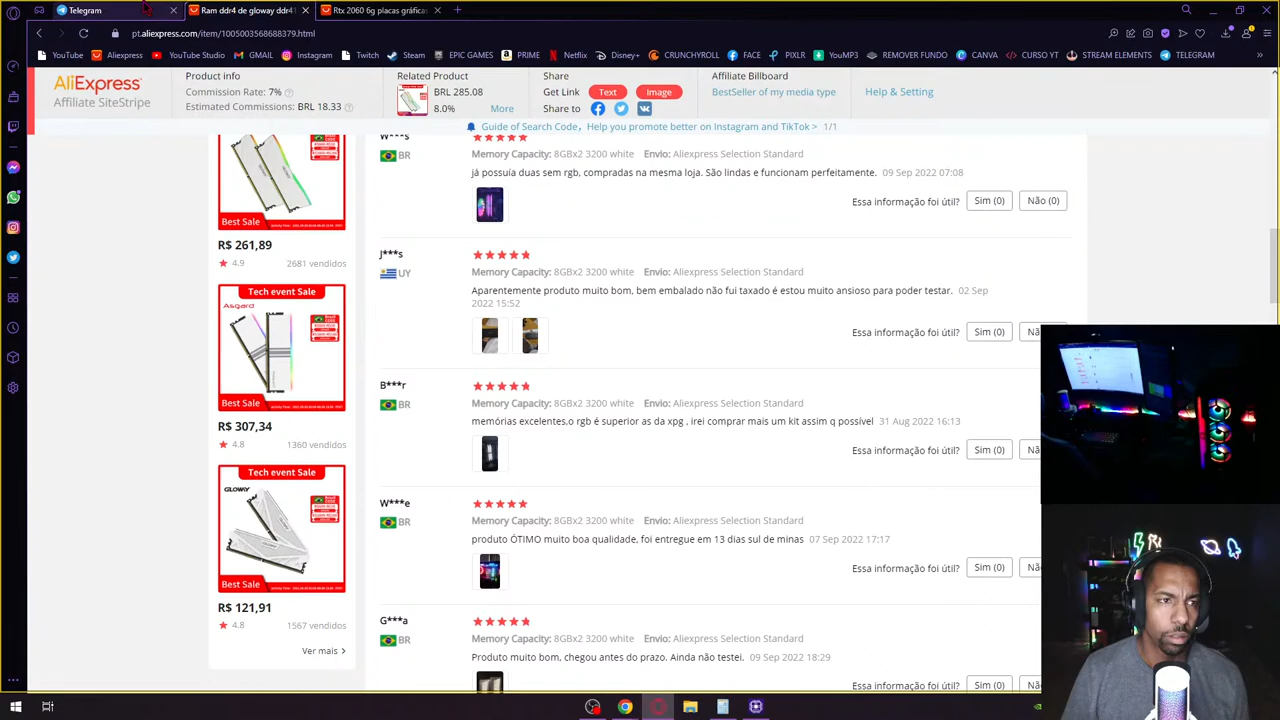 Telegram
Ram ddr4 de gloway ddr4
Rtx 2060 6g placas gráficas
pt.aliexpress.com/item/1005003568688379.html
YouTube
Aliexpress
YouTube Studio
GMAIL
Instagram
Twitch
Steam
EPIC GAMES
PRIME
Netflix
Disney+
CRUNCHYROLL
FACE
PIXLR
YouMP3
REMOVER FUNDO
CANVA
CURSO YT
STREAM ELEMENTS
TELEGRAM
AliExpress
Affiliate SiteStripe
Product info
Commission Rate: 7%
Estimated Commissions: BRL 18.33
Related Product
BRL 285.08
8.0%
More
Share
Get Link
Text
Image
Share to
Affiliate Billboard
BestSeller of my media type
Help & Setting
Guide of Search Code，Help you promote better on Instagram and TikTok >
1/1
Best Sale
R$ 261,89
4.9
2681 vendidos
Tech event Sale
Asgard
Best Sale
R$ 307,34
4.8
1360 vendidos
Tech event Sale
GLOWAY
Best Sale
R$ 121,91
4.8
1567 vendidos
Ver mais >
W***s
BR
Memory Capacity: 8GBx2 3200 white Envio: Aliexpress Selection Standard
já possuía duas sem rgb, compradas na mesma loja. São lindas e funcionam perfeitamente. 09 Sep 2022 07:08
Essa informação foi útil? Sim (0) Não (0)
J***s
UY
Memory Capacity: 8GBx2 3200 white Envio: Aliexpress Selection Standard
Aparentemente produto muito bom, bem embalado não fui taxado é estou muito ansioso para poder testar. 02 Sep
2022 15:52
Essa informação foi útil? Sim (0)
B***r
BR
Memory Capacity: 8GBx2 3200 white Envio: Aliexpress Selection Standard
memórias excelentes,o rgb é superior as da xpg , irei comprar mais um kit assim q possível 31 Aug 2022 16:13
Essa informação foi útil? Sim (0)
W***e
BR
Memory Capacity: 8GBx2 3200 white Envio: Aliexpress Selection Standard
produto ÓTIMO muito boa qualidade, foi entregue em 13 dias sul de minas 07 Sep 2022 17:17
Essa informação foi útil? Sim (0)
G***a
BR
Memory Capacity: 8GBx2 3200 white Envio: Aliexpress Selection Standard
Produto muito bom, chegou antes do prazo. Ainda não testei. 09 Sep 2022 18:29
Essa informação foi útil? Sim (0)